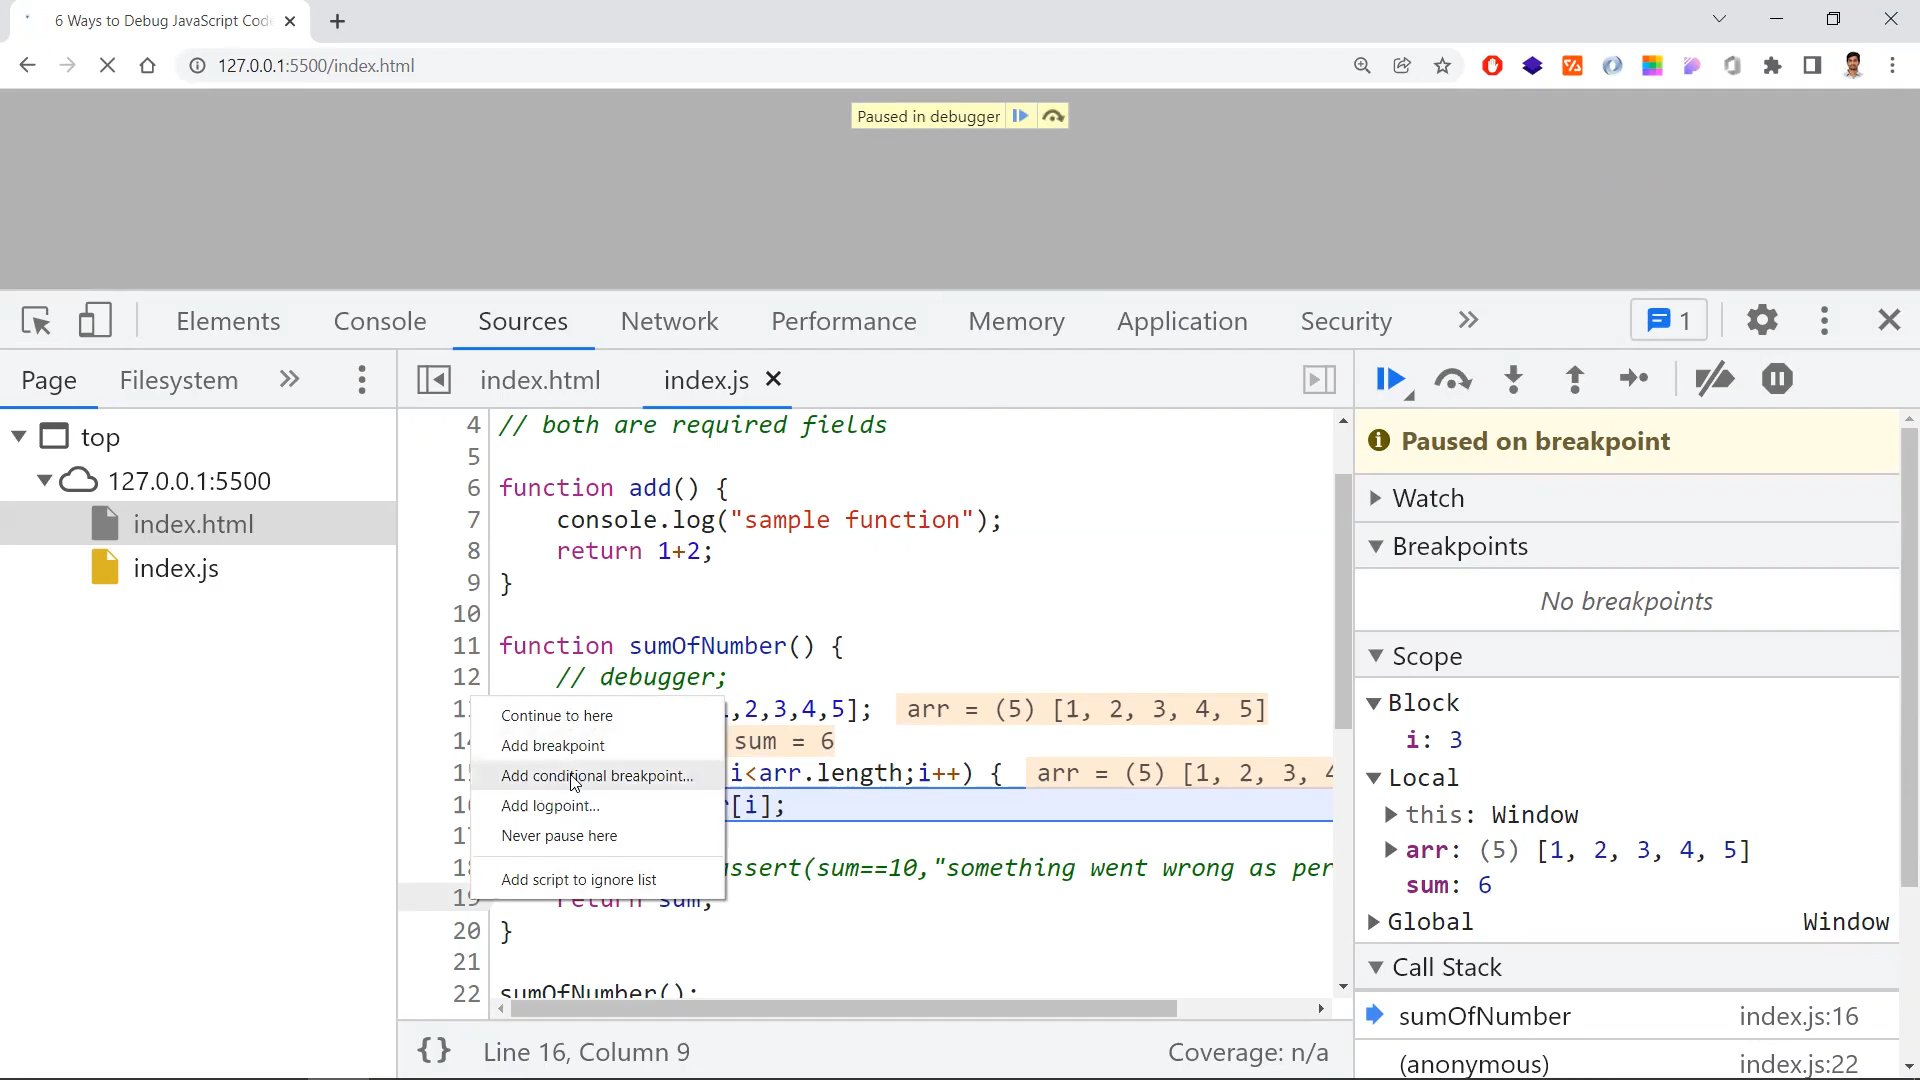 6 Ways to Debug JavaScript Code
127.0.0.1:5500/index.html
Paused in debugger
Elements Console Sources Network Performance Memory Application Security 1
Page Filesystem index.html index.js
top
127.0.0.1:5500
index.html
index.js
4 // both are required fields
5
6 function add() {
7 console.log("sample function");
8 return 1+2;
9 }
10
11 function sumOfNumber() {
12 // debugger;
,2,3,4,5]; arr = (5) [1, 2, 3, 4, 5]
sum = 6
i<arr.length;i++) { arr = (5) [1, 2, 3, 4
[i];
ssert(sum==10,"something went wrong as per
19 return sum;
20 }
21
22 sumOfNumber();
Continue to here
Add breakpoint
Add conditional breakpoint...
Add logpoint...
Never pause here
Add script to ignore list
{} Line 16, Column 9 Coverage: n/a
Paused on breakpoint
Watch
Breakpoints
No breakpoints
Scope
Block
i: 3
Local
this: Window
arr: (5) [1, 2, 3, 4, 5]
sum: 6
Global Window
Call Stack
sumOfNumber index.js:16
(anonymous) index.js:22